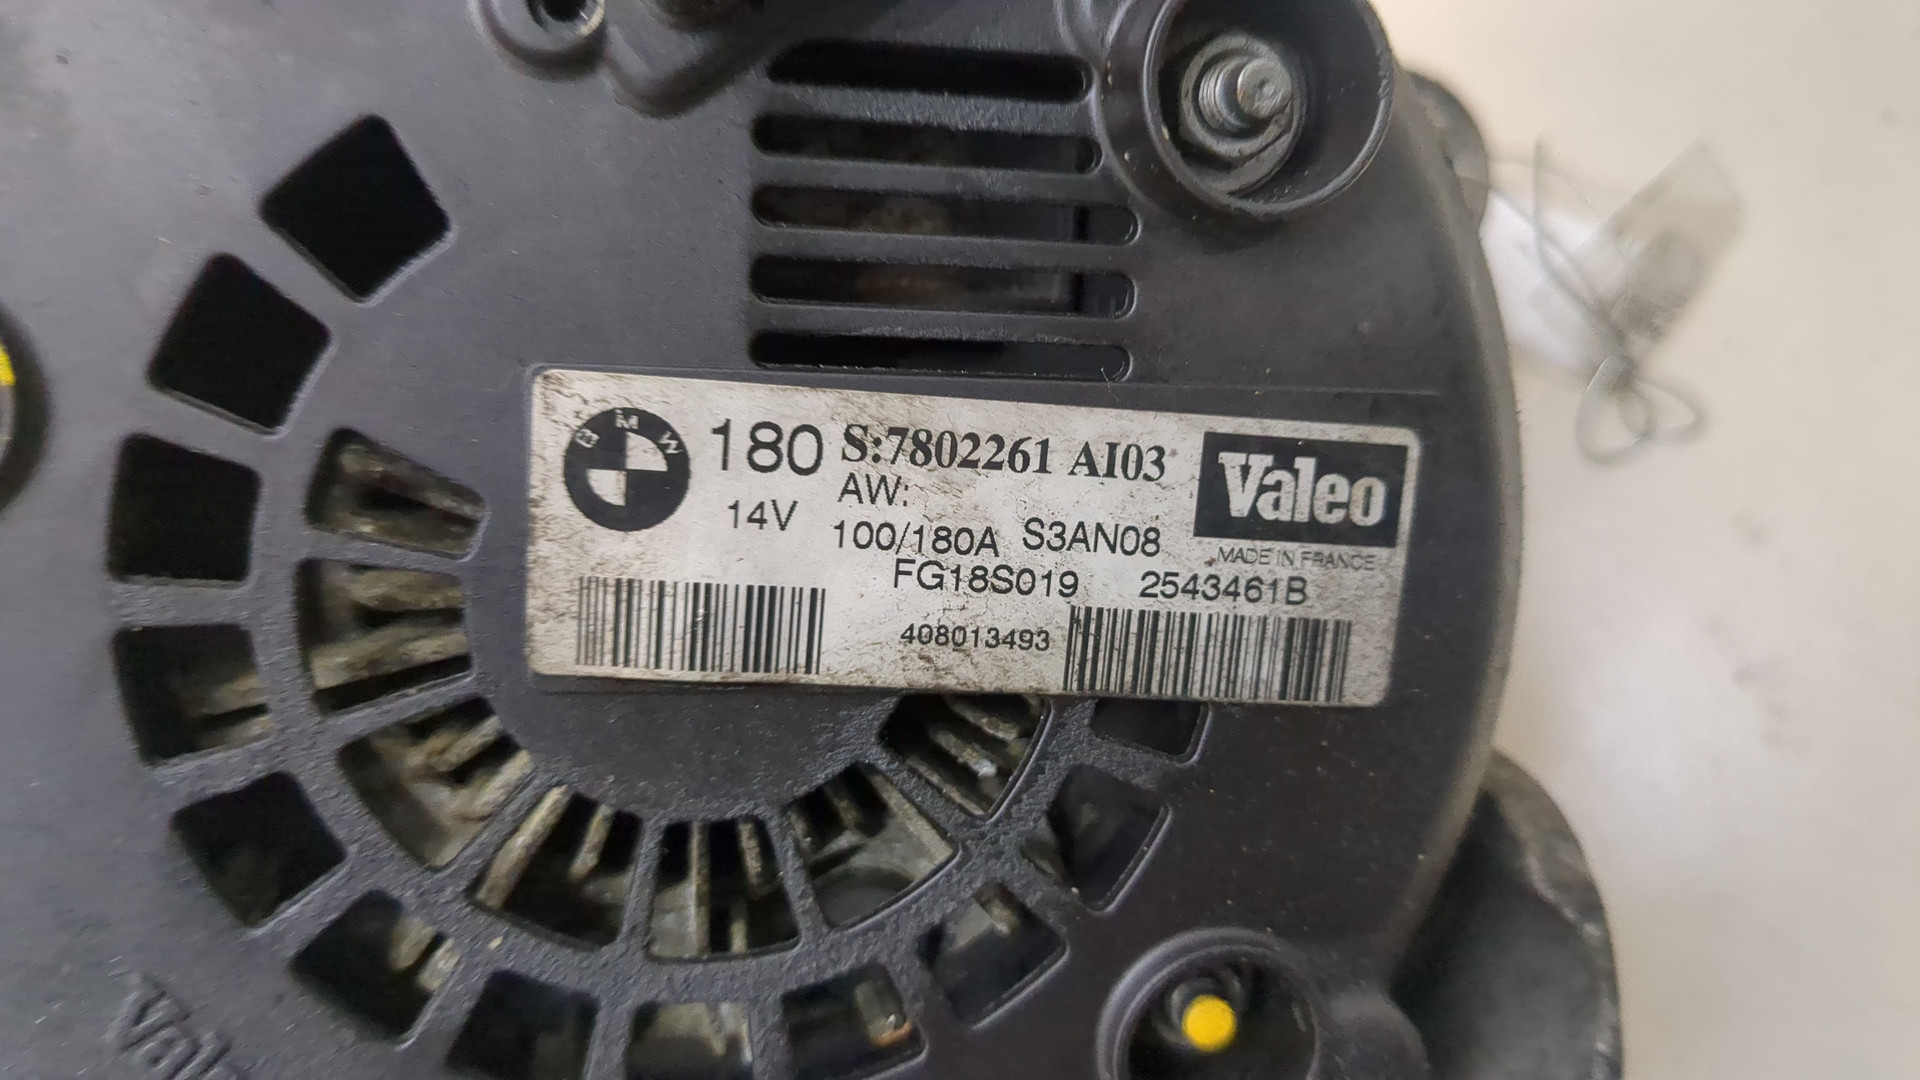 BMW
180 S:7802261 AI03
AW:
14V 100/180A S3AN08
Valeo
MADE IN FRANCE
FG18S019 2543461B
408013493